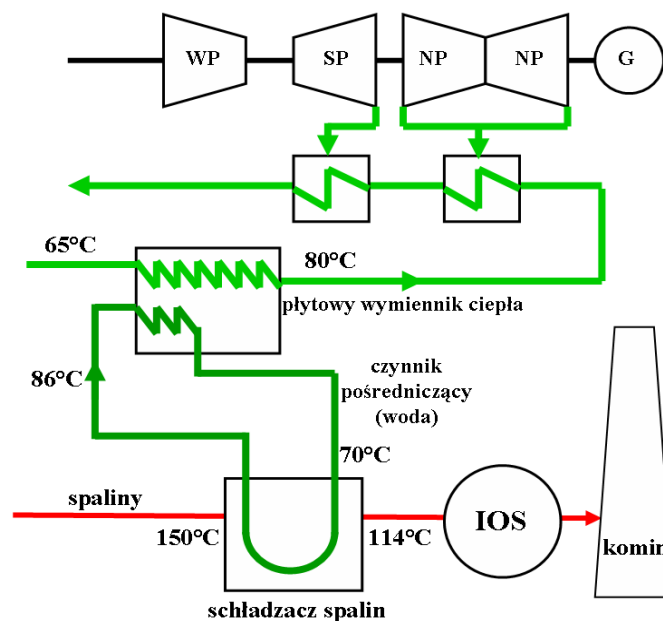 WP
SP
NP
NP
G
65°C
80°C
płytowy wymiennik ciepła
86°C
czynnik
pośredniczący
(woda)
70°C
spaliny
150°C
114°C
IOS
komin
schładzacz spalin